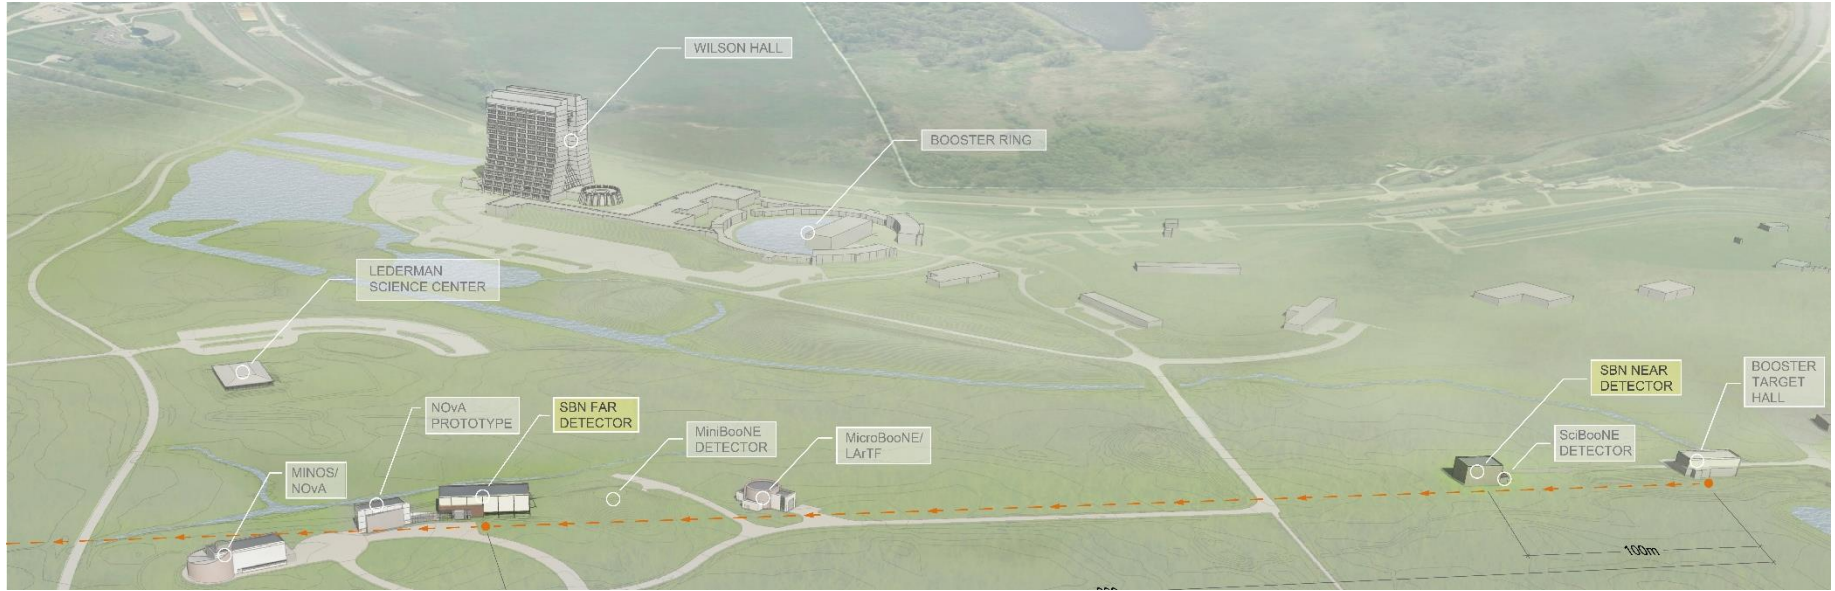 WILSON HALL
BOOSTER RING
LEDERMAN
SCIENCE CENTER
SBN NEAR
DETECTOR
BOOSTER
TARGET
HALL
NOvA
PROTOTYPE
SBN FAR
DETECTOR
MiniBooNE
DETECTOR
MicroBooNE/
LArTF
SciBooNE
DETECTOR
MINOS/
NOvA
100m